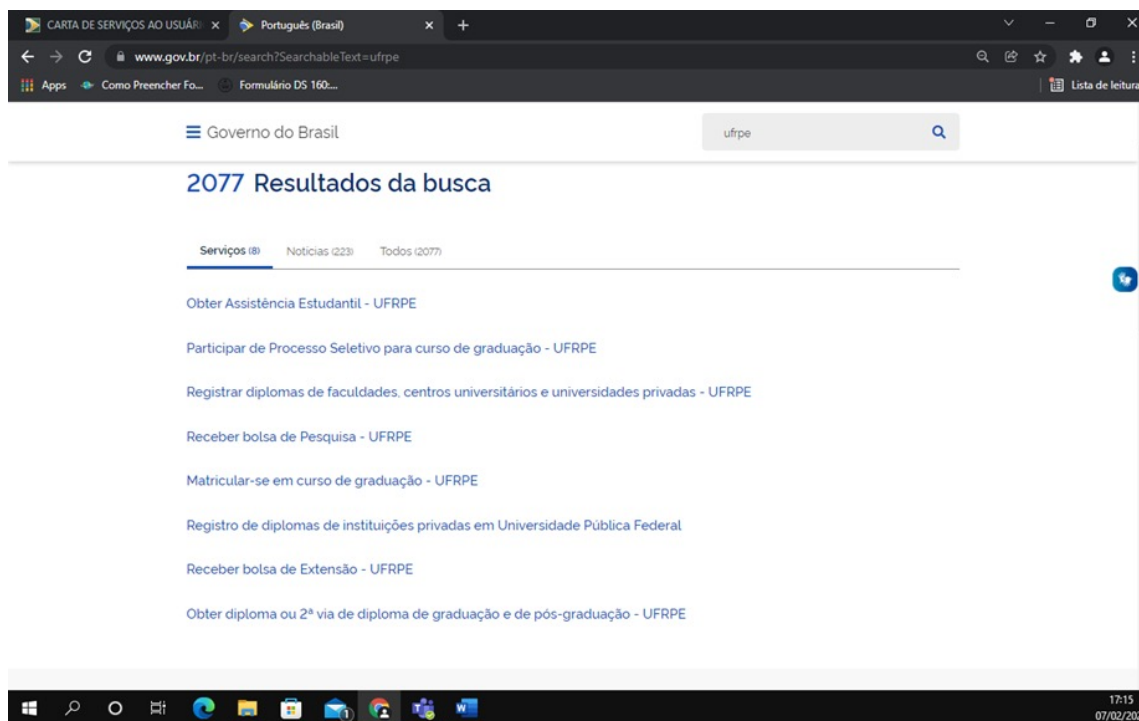 CARTA DE SERVIÇOS AO USUÁRI
Português (Brasil)
www.gov.br/pt-br/search?SearchableText=ufrpe
Apps
Como Preencher Fo...
Formulário DS 160:...
Lista de leitura
Governo do Brasil
ufrpe
2077 Resultados da busca
Serviços (8) Notícias (223) Todos (2077)
Obter Assistência Estudantil - UFRPE
Participar de Processo Seletivo para curso de graduação - UFRPE
Registrar diplomas de faculdades, centros universitários e universidades privadas - UFRPE
Receber bolsa de Pesquisa - UFRPE
Matricular-se em curso de graduação - UFRPE
Registro de diplomas de instituições privadas em Universidade Pública Federal
Receber bolsa de Extensão - UFRPE
Obter diploma ou 2ª via de diploma de graduação e de pós-graduação - UFRPE
17:15
07/02/20